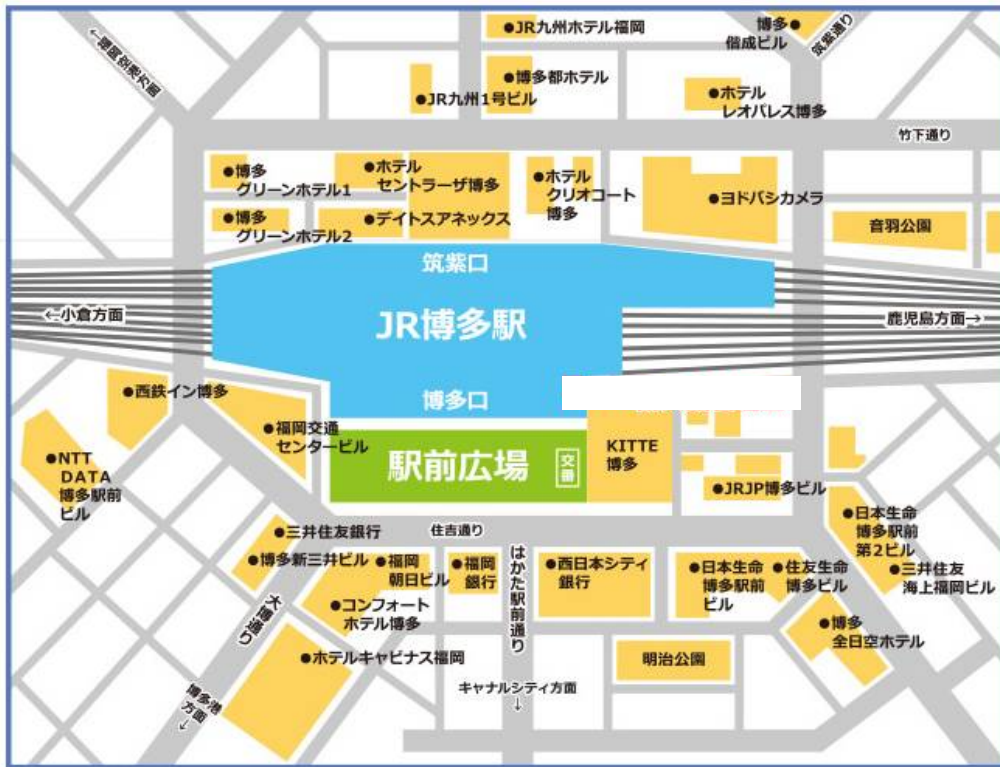 ●JR九州ホテル福岡
博多●
偕成ビル
筑紫通り
←福岡空港方面
●博多都ホテル
●JR九州1号ビル
●ホテル
レオパレス博多
竹下通り
●博多
グリーンホテル1
●ホテル
セントラーザ博多
●ホテル
クリオコート
博多
●ヨドバシカメラ
●博多
グリーンホテル2
●デイトスアネックス
音羽公園
筑紫口
←小倉方面
JR博多駅
鹿児島方面→
博多口
●西鉄イン博多
●福岡交通
センタービル
駅前広場
交番
KITTE
博多
●NTT
DATA
博多駅前
ビル
●JRJP博多ビル
●日本生命
博多駅前
第2ビル
●三井住友銀行
住吉通り
●博多新三井ビル
●福岡
朝日ビル
●福岡
銀行
はかた駅前通り
●西日本シティ
銀行
●日本生命
博多駅前
ビル
●住友生命
博多ビル
●三井住友
海上福岡ビル
大博通り
●コンフォート
ホテル博多
●博多
全日空ホテル
●ホテルキャビナス福岡
明治公園
キャナルシティ方面
↓
博多港
方面
↓